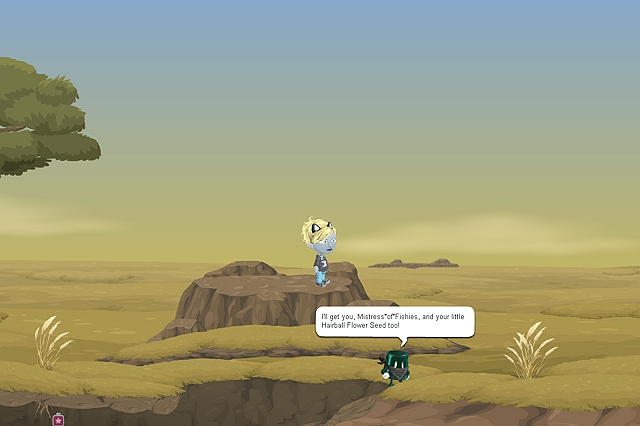 I'll get you, Mistress*of*Fishies, and your little
Hairball Flower Seed too!